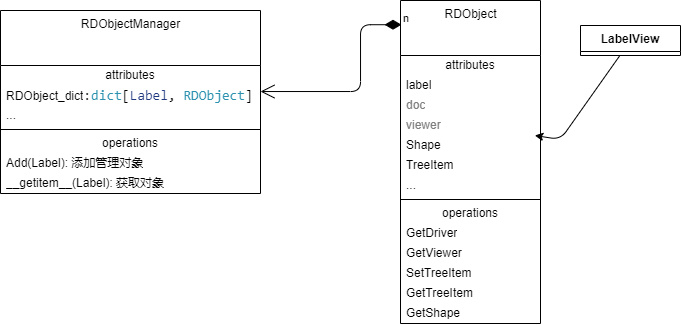 RDObjectManager
attributes
RDObject_dict:dict[Label, RDObject]
...
operations
Add(Label): 添加管理对象
__getitem__(Label): 获取对象
n
RDObject
attributes
label
doc
viewer
Shape
TreeItem
...
operations
GetDriver
GetViewer
SetTreeItem
GetTreeItem
GetShape
LabelView